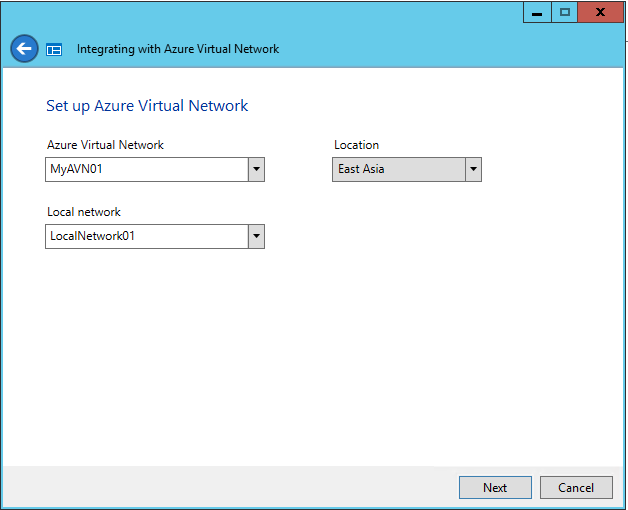 Integrating with Azure Virtual Network
Set up Azure Virtual Network
Azure Virtual Network
Location
MyAVN01
East Asia
Local network
LocalNetwork01
Next
Cancel